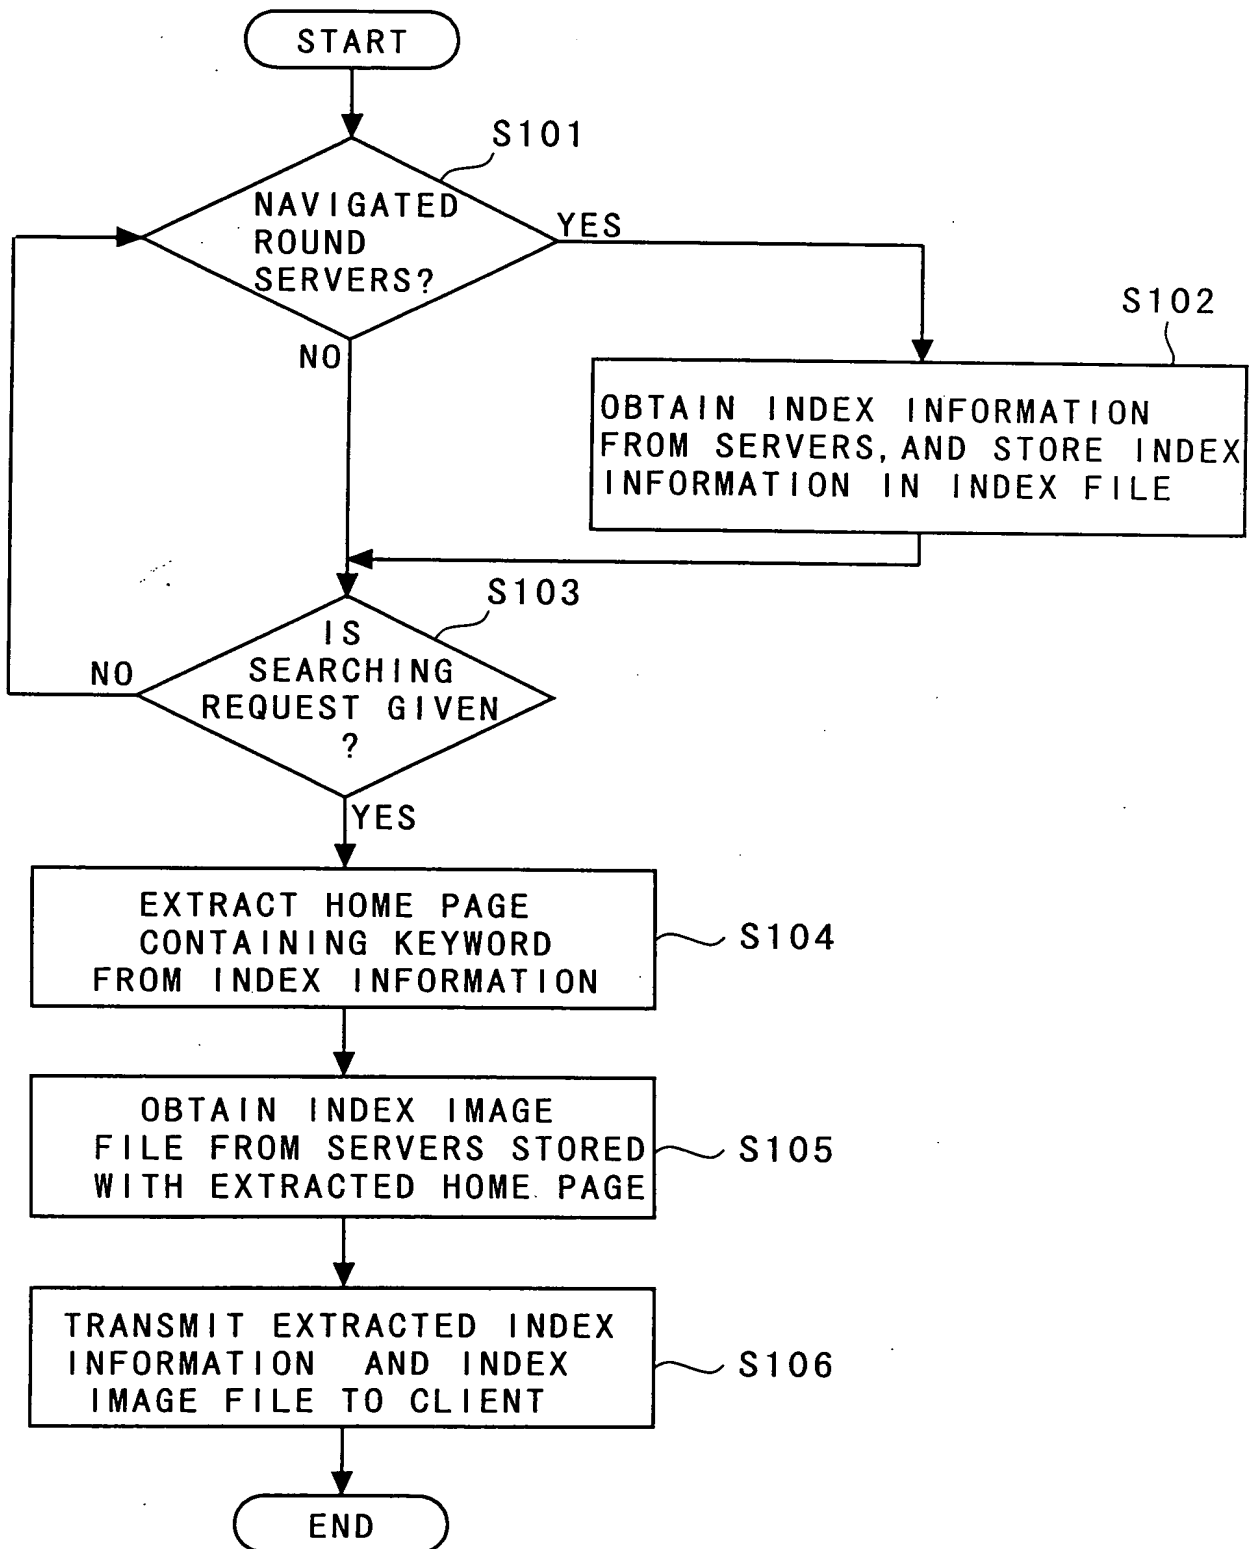 START
S101
NAVIGATED
ROUND
SERVERS?
YES
NO
S102
OBTAIN INDEX INFORMATION
FROM SERVERS, AND STORE INDEX
INFORMATION IN INDEX FILE
S103
IS
SEARCHING
REQUEST GIVEN
?
NO
YES
EXTRACT HOME PAGE
CONTAINING KEYWORD
FROM INDEX INFORMATION
S104
OBTAIN INDEX IMAGE
FILE FROM SERVERS STORED
WITH EXTRACTED HOME PAGE
S105
TRANSMIT EXTRACTED INDEX
INFORMATION AND INDEX
IMAGE FILE TO CLIENT
S106
END